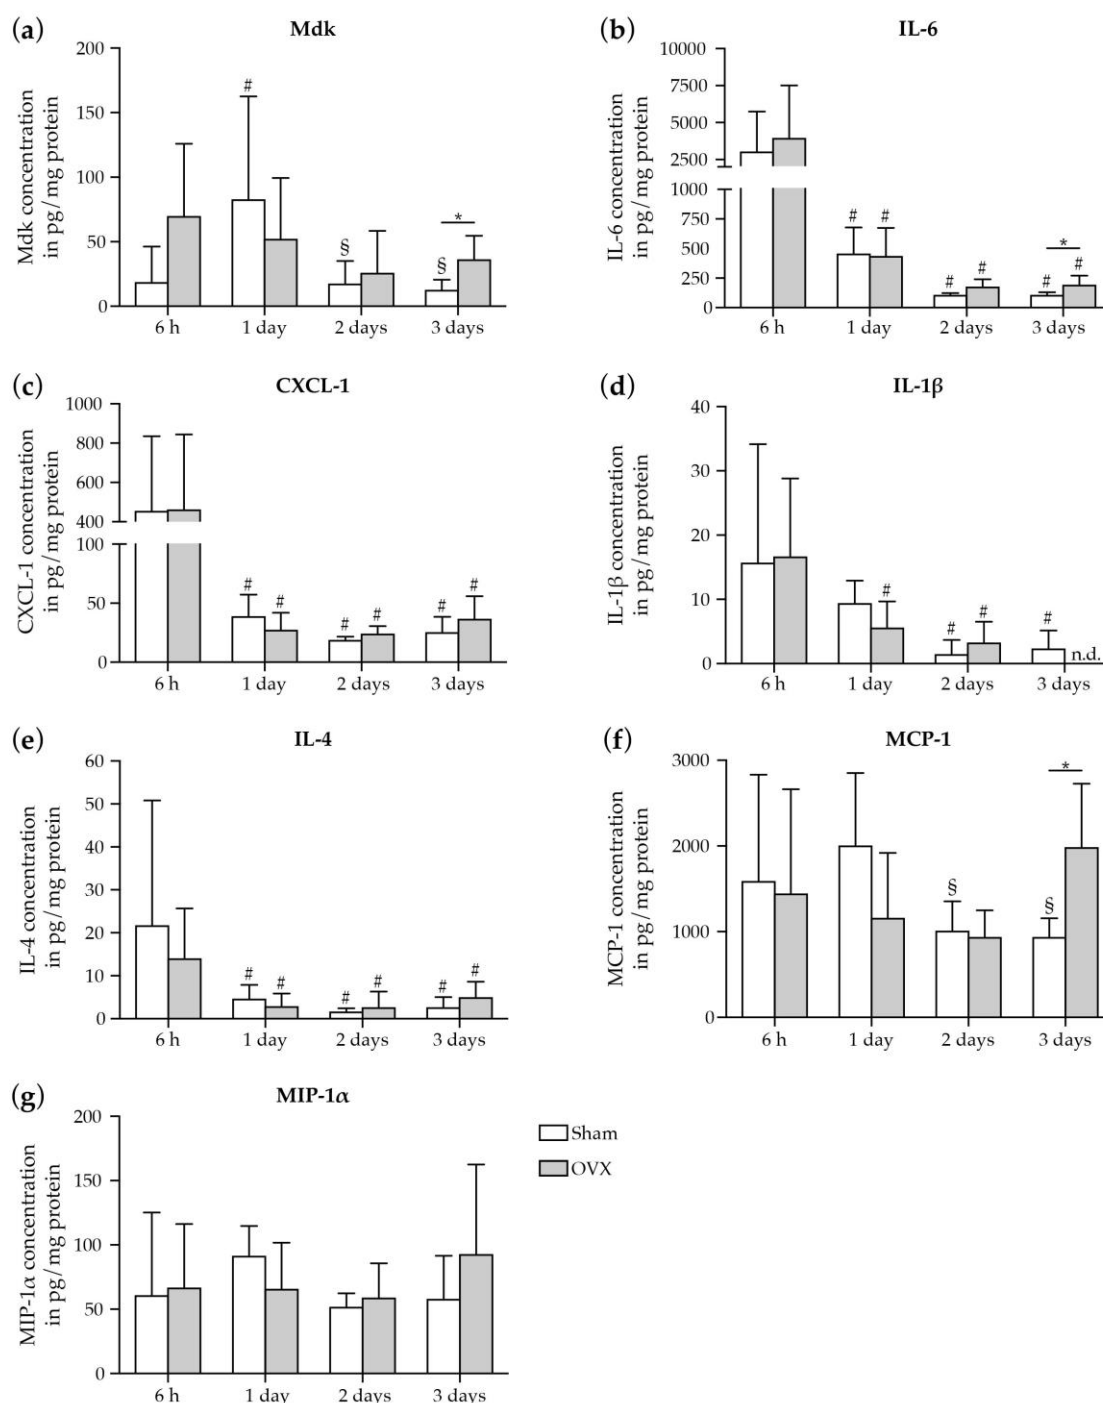 (a)
Mdk
Mdk concentration
in pg/mg protein
200
150
100
50
0
#
§
§
*
6 h
1 day
2 days
3 days
(b)
IL-6
IL-6 concentration
in pg/mg protein
10000
7500
5000
2500
1000
750
500
250
0
# #
# #
# * #
6 h
1 day
2 days
3 days
(c)
CXCL-1
CXCL-1 concentration
in pg/mg protein
1000
800
600
400
100
50
0
# #
# #
# #
6 h
1 day
2 days
3 days
(d)
IL-1β
IL-1β concentration
in pg/mg protein
40
30
20
10
0
#
# #
#
n.d.
6 h
1 day
2 days
3 days
(e)
IL-4
IL-4 concentration
in pg/mg protein
60
50
40
30
20
10
0
# #
# #
# #
6 h
1 day
2 days
3 days
(f)
MCP-1
MCP-1 concentration
in pg/mg protein
3000
2000
1000
0
§
§
*
6 h
1 day
2 days
3 days
(g)
MIP-1α
MIP-1α concentration
in pg/mg protein
200
150
100
50
0
6 h
1 day
2 days
3 days
Sham
OVX